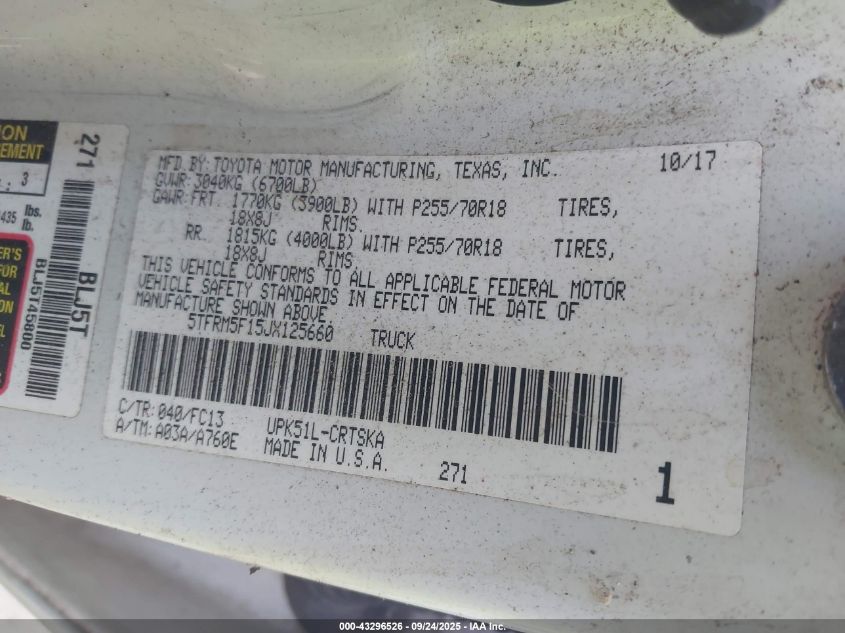 MFD.BY: TOYOTA MOTOR MANUFACTURING, TEXAS, INC. 10/17
GVWR: 3040KG (6700LB)
GAWR: FRT. 1770KG (3900LB) WITH P255/70R18 TIRES,
18X8J RIMS.
RR. 1815KG (4000LB) WITH P255/70R18 TIRES,
18X8J RIMS.
THIS VEHICLE CONFORMS TO ALL APPLICABLE FEDERAL MOTOR
VEHICLE SAFETY STANDARDS IN EFFECT ON THE DATE OF
MANUFACTURE SHOWN ABOVE.
5TFRM5F15JX125660 TRUCK
C/TR: 040/FC13 UPK51L-CRTSKA
A/TM: A03A/A760E MADE IN U.S.A. 271 1
271
BLJ5T
BLJ5T45800
3
435 lbs.
lb.
000-43296526 - 09/24/2025 - IAA Inc.